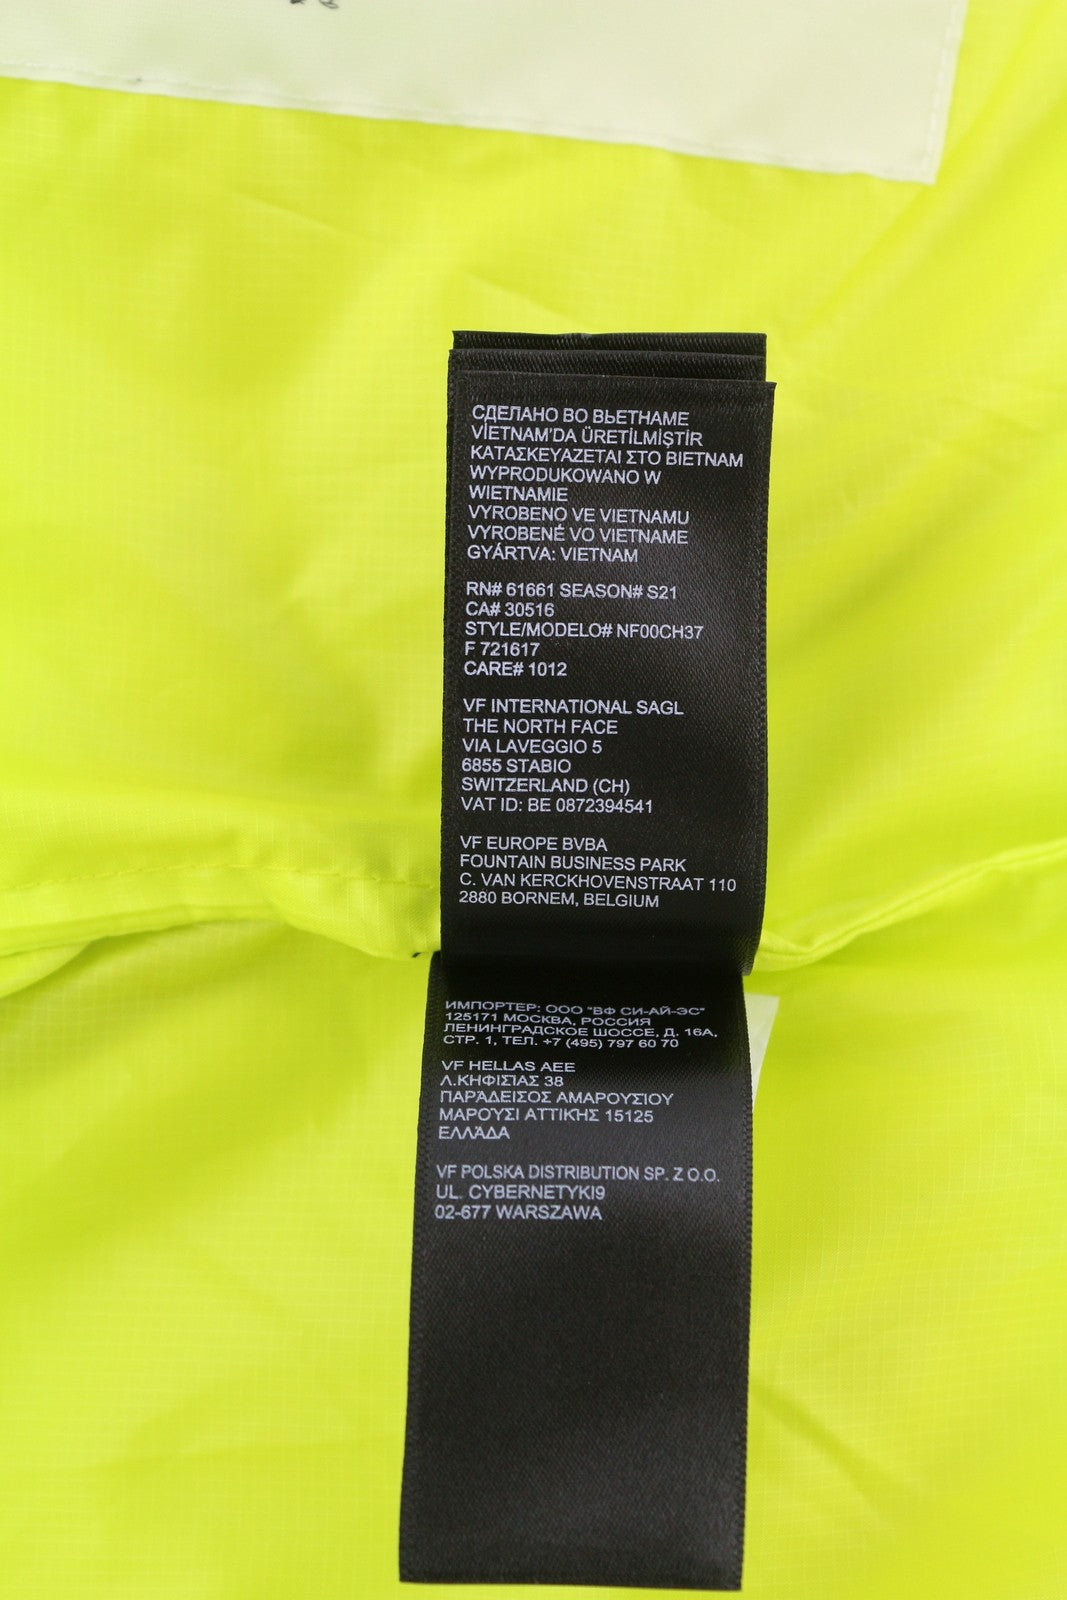 СДЕЛАНО ВО ВЬЕТНАМЕ
VİETNAM'DA ÜRETİLMİŞTİR
ΚΑΤΑΣΚΕΥΑΖΕΤΑΙ ΣΤΟ ΒΙΕΤΝΑΜ
WYPRODUKOWANO W
WIETNAMIE
VYROBENO VE VIETNAMU
VYROBENÉ VO VIETNAME
GYÁRTVA: VIETNAM
RN# 61661 SEASON# S21
CA# 30516
STYLE/MODELO# NF00CH37
F 721617
CARE# 1012
VF INTERNATIONAL SAGL
THE NORTH FACE
VIA LAVEGGIO 5
6855 STABIO
SWITZERLAND (CH)
VAT ID: BE 0872394541
VF EUROPE BVBA
FOUNTAIN BUSINESS PARK
C. VAN KERCKHOVENSTRAAT 110
2880 BORNEM, BELGIUM
ИМПОРТЕР: ООО "ВФ СИ-АЙ-ЭС"
125171 МОСКВА, РОССИЯ
ЛЕНИНГРАДСКОЕ ШОССЕ, Д. 16А,
СТР. 1, ТЕЛ. +7 (495) 797 60 70
VF HELLAS AEE
Λ.ΚΗΦΙΣΙΑΣ 38
ΠΑΡΆΔΕΙΣΟΣ ΑΜΑΡΟΥΣΙΟΥ
ΜΑΡΟΥΣΙ ΑΤΤΙΚΉΣ 15125
ΕΛΛΆΔΑ
VF POLSKA DISTRIBUTION SP. Z O.O.
UL. CYBERNETYKI9
02-677 WARSZAWA